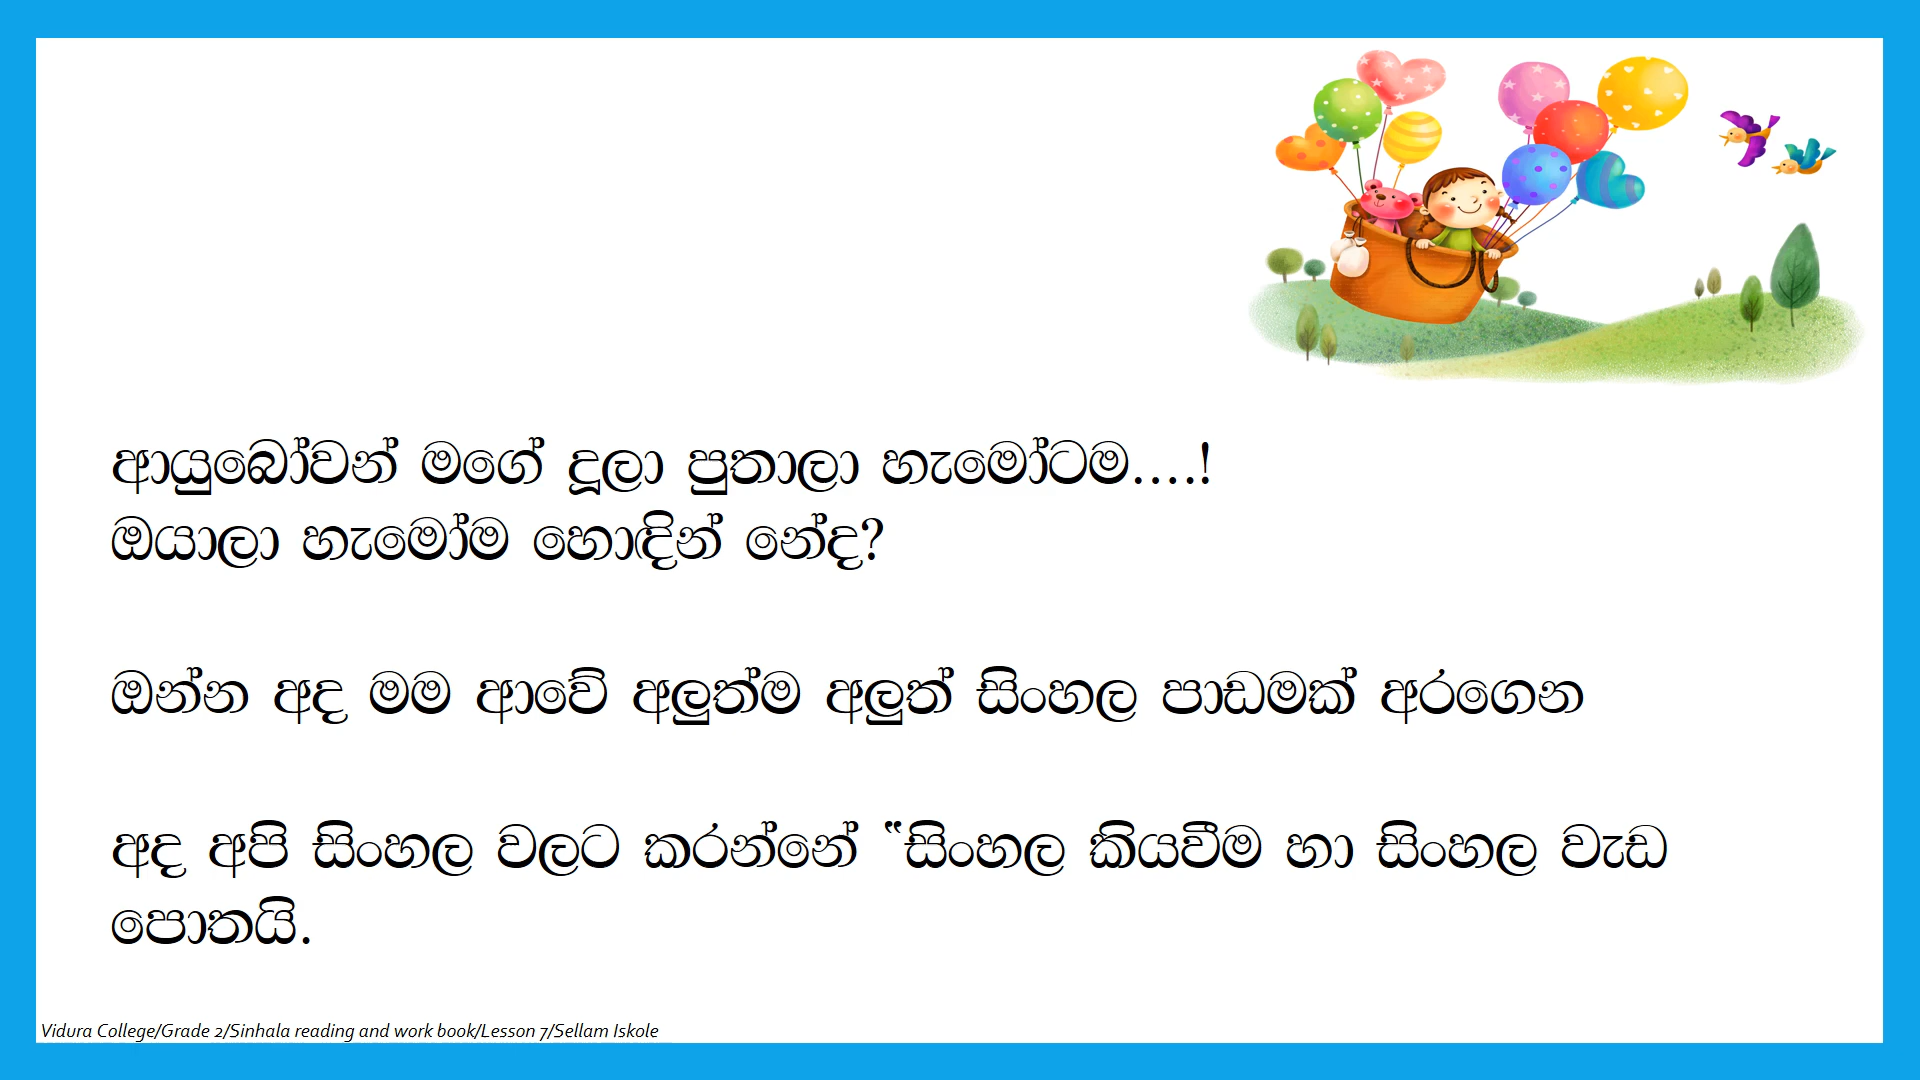 ආයුබෝවන් මගේ දූලා පුතාලා හැමෝටම....!
ඔයාලා හැමෝම හොඳින් නේද?
ඔන්න අද මම ආවේ අලුත්ම අලුත් සිංහල පාඩමක් අරගෙන
අද අපි සිංහල වලට කරන්නේ “සිංහල කියවීම හා සිංහල වැඩ
පොතයි.
Vidura College/Grade 2/Sinhala reading and work book/Lesson 7/Sellam Iskole